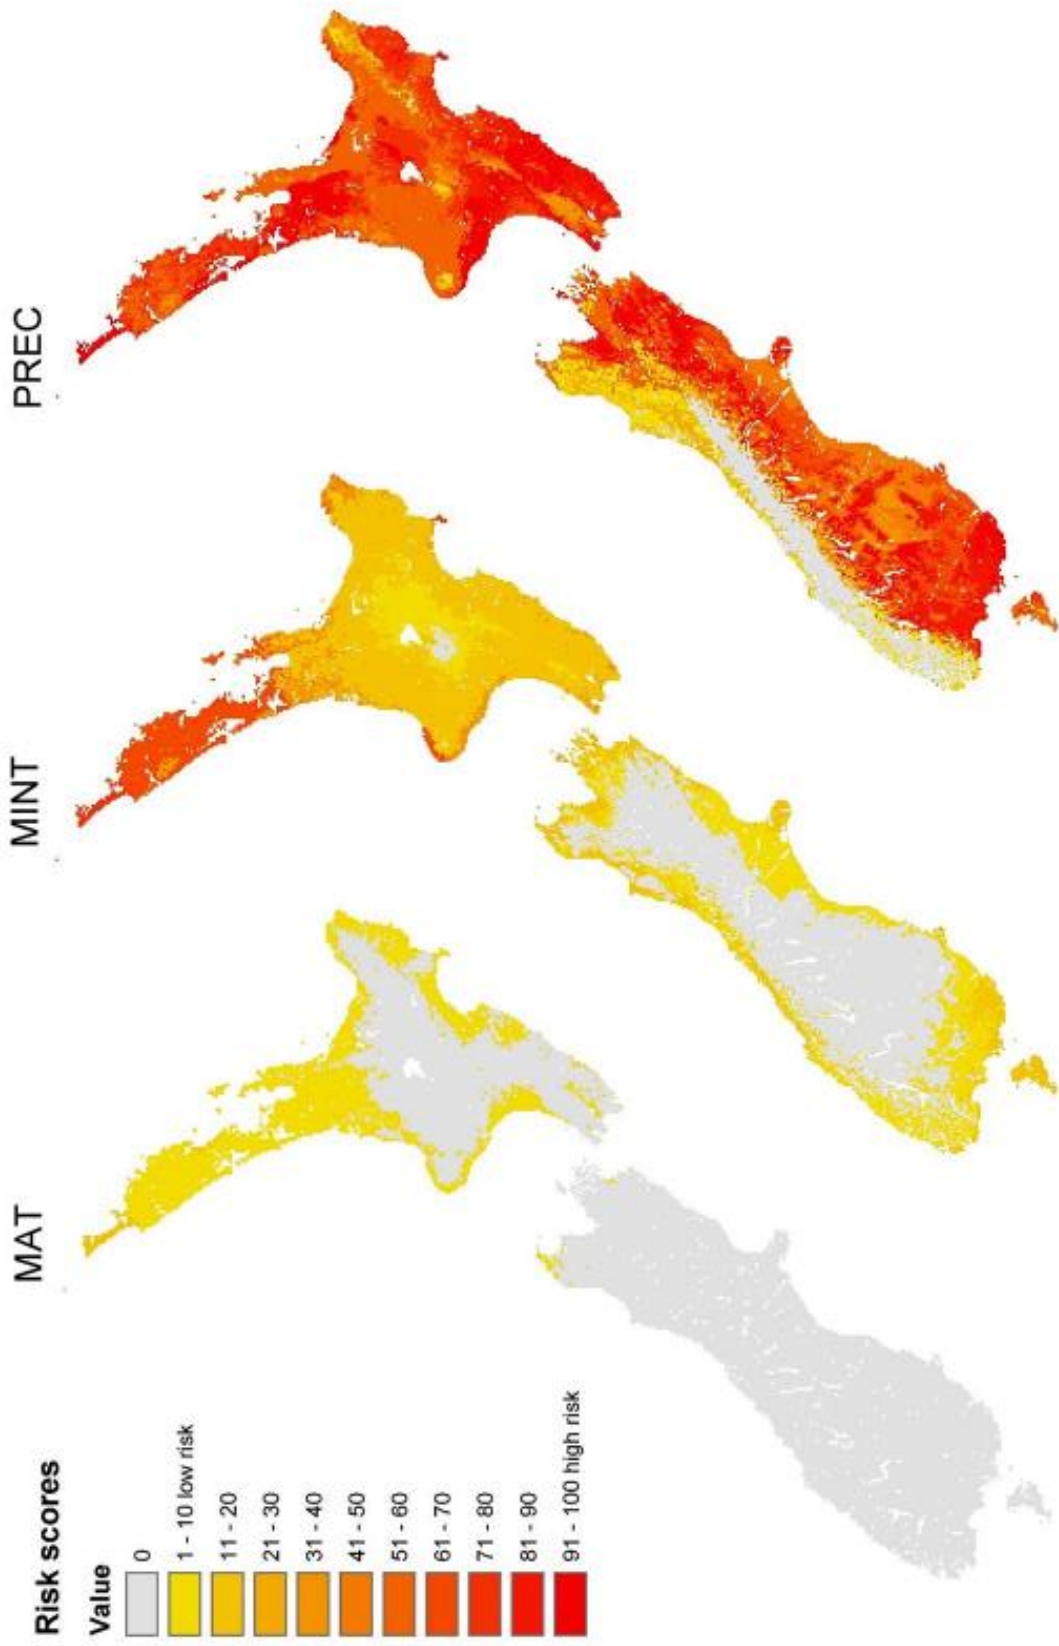 Risk scores
Value
0
1 - 10 low risk
11 - 20
21 - 30
31 - 40
41 - 50
51 - 60
61 - 70
71 - 80
81 - 90
91 - 100 high risk
MAT
MINT
PREC